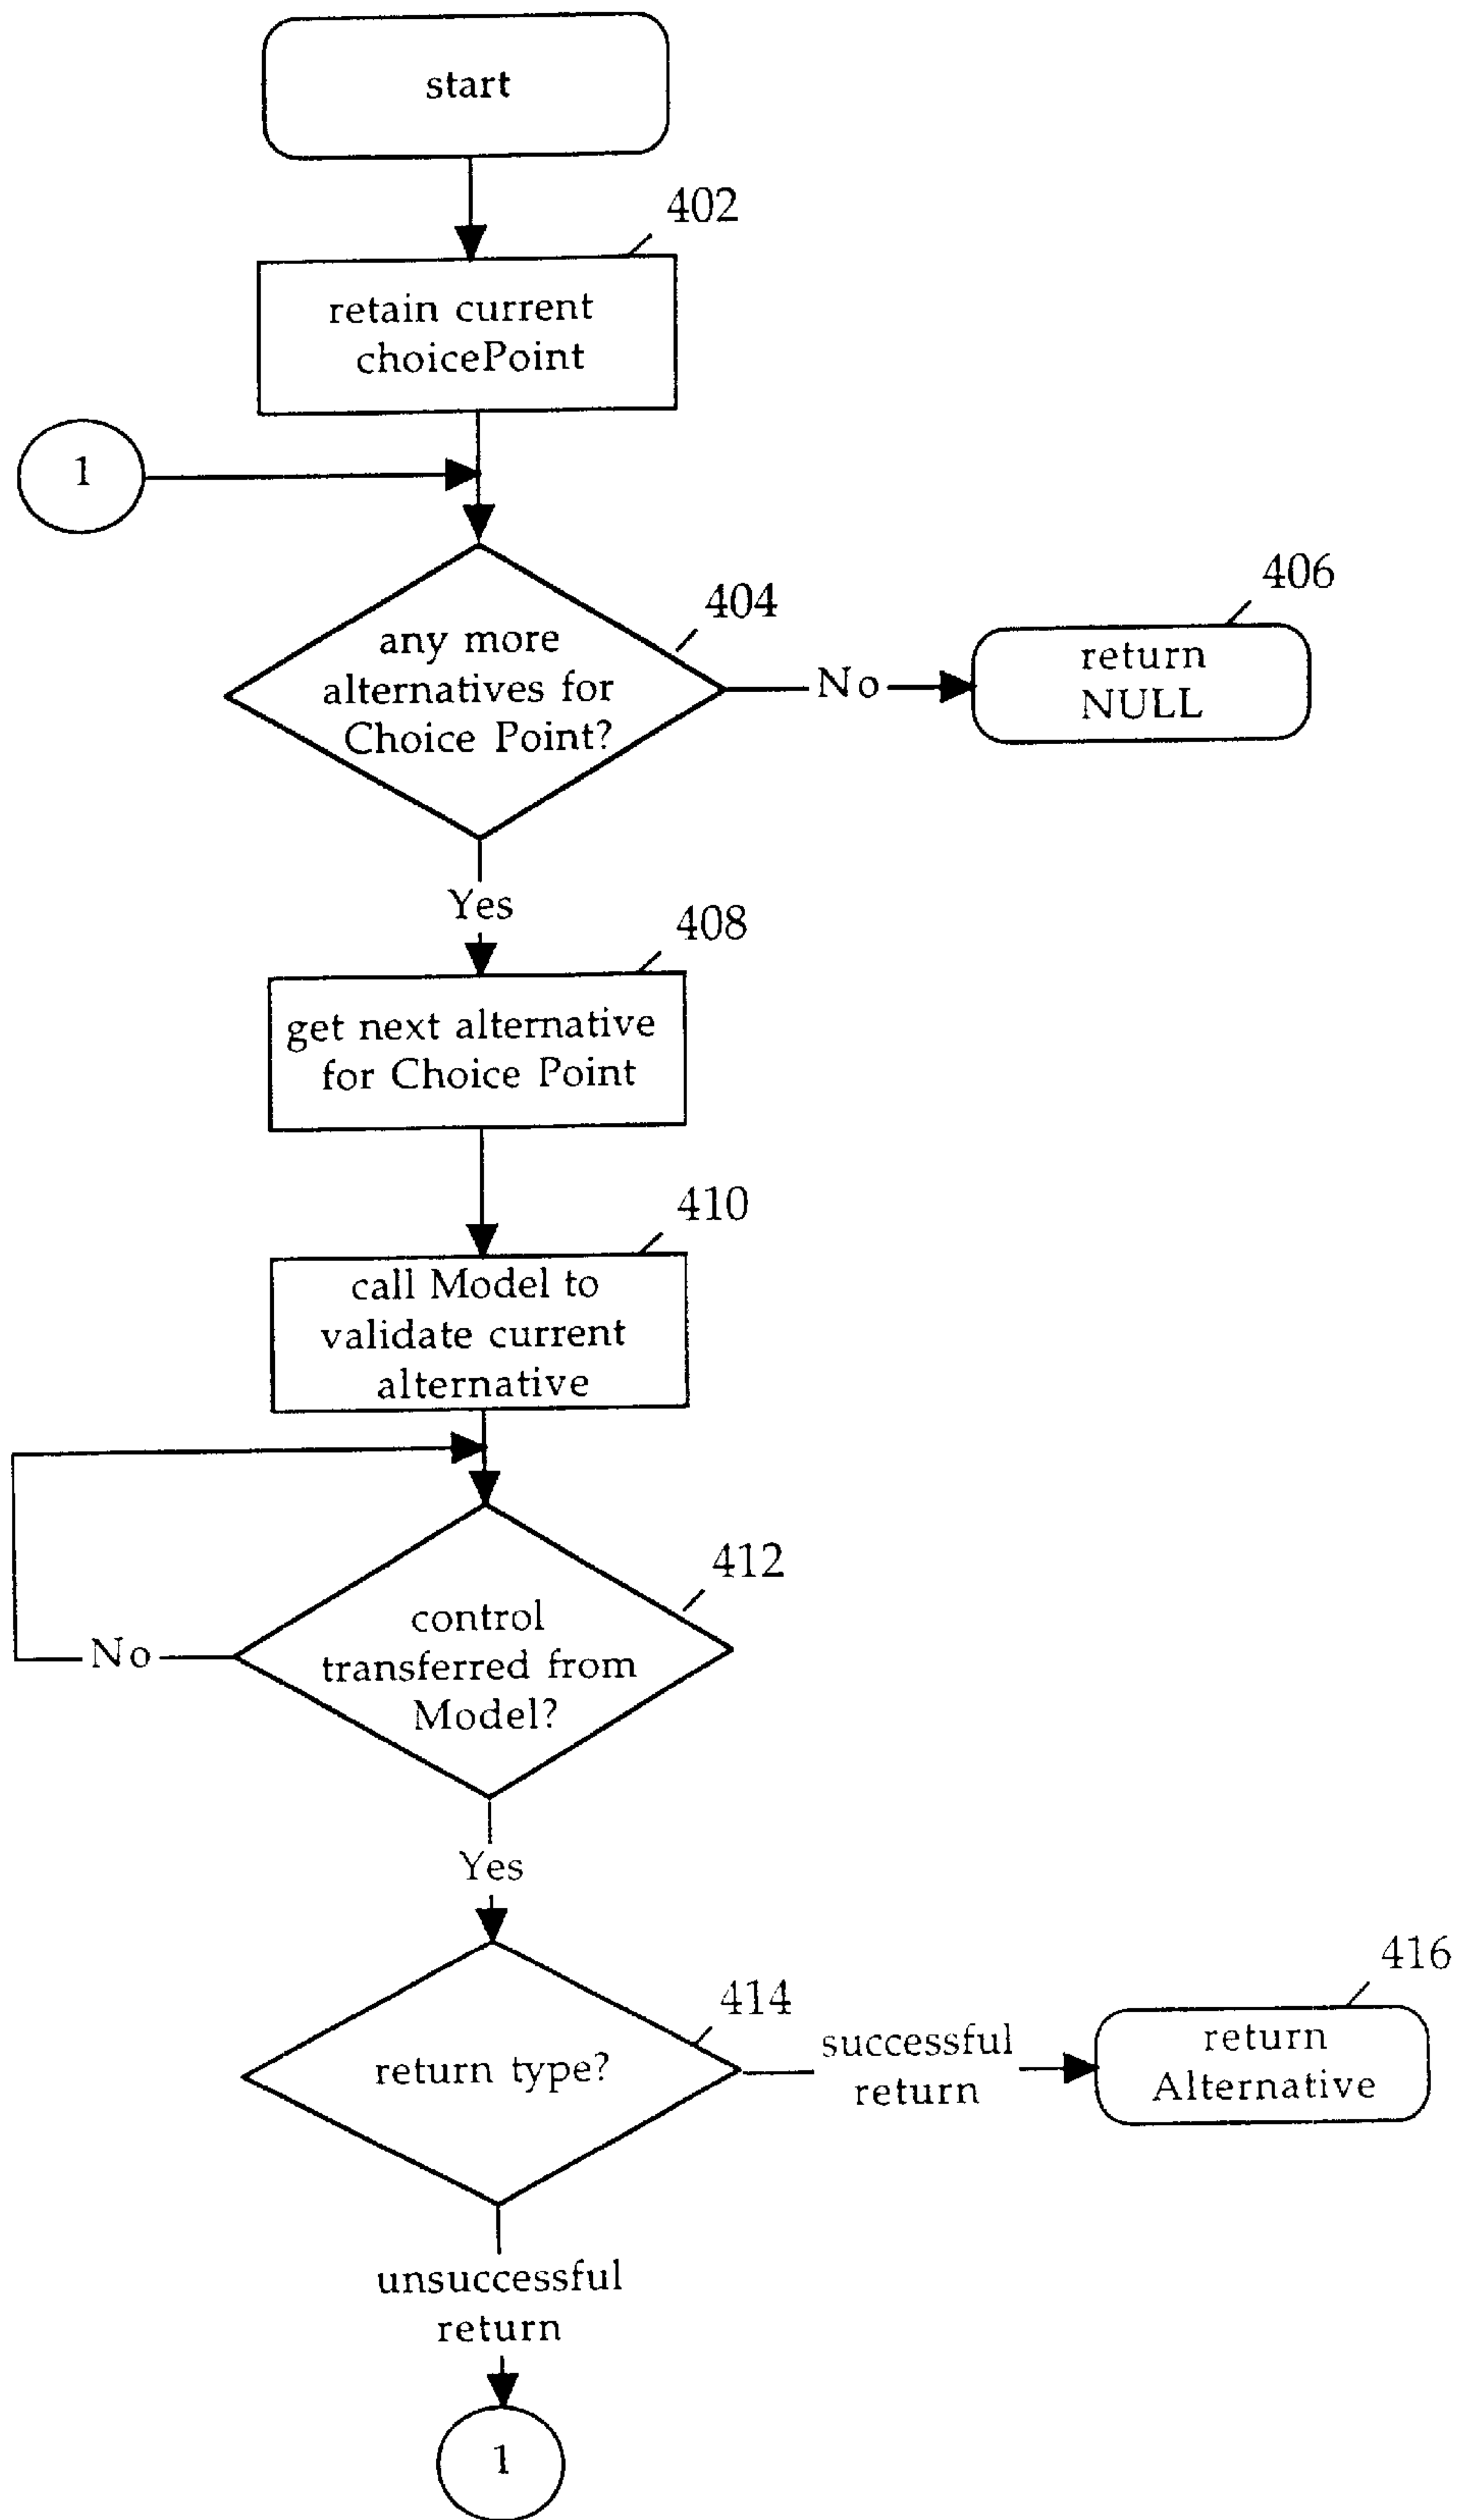 start
402
retain current
choicePoint
1
404
any more
alternatives for
Choice Point?
No
406
return
NULL
Yes
408
get next alternative
for Choice Point
410
call Model to
validate current
alternative
412
control
transferred from
Model?
No
Yes
414
return type?
successful
return
416
return
Alternative
unsuccessful
return
1